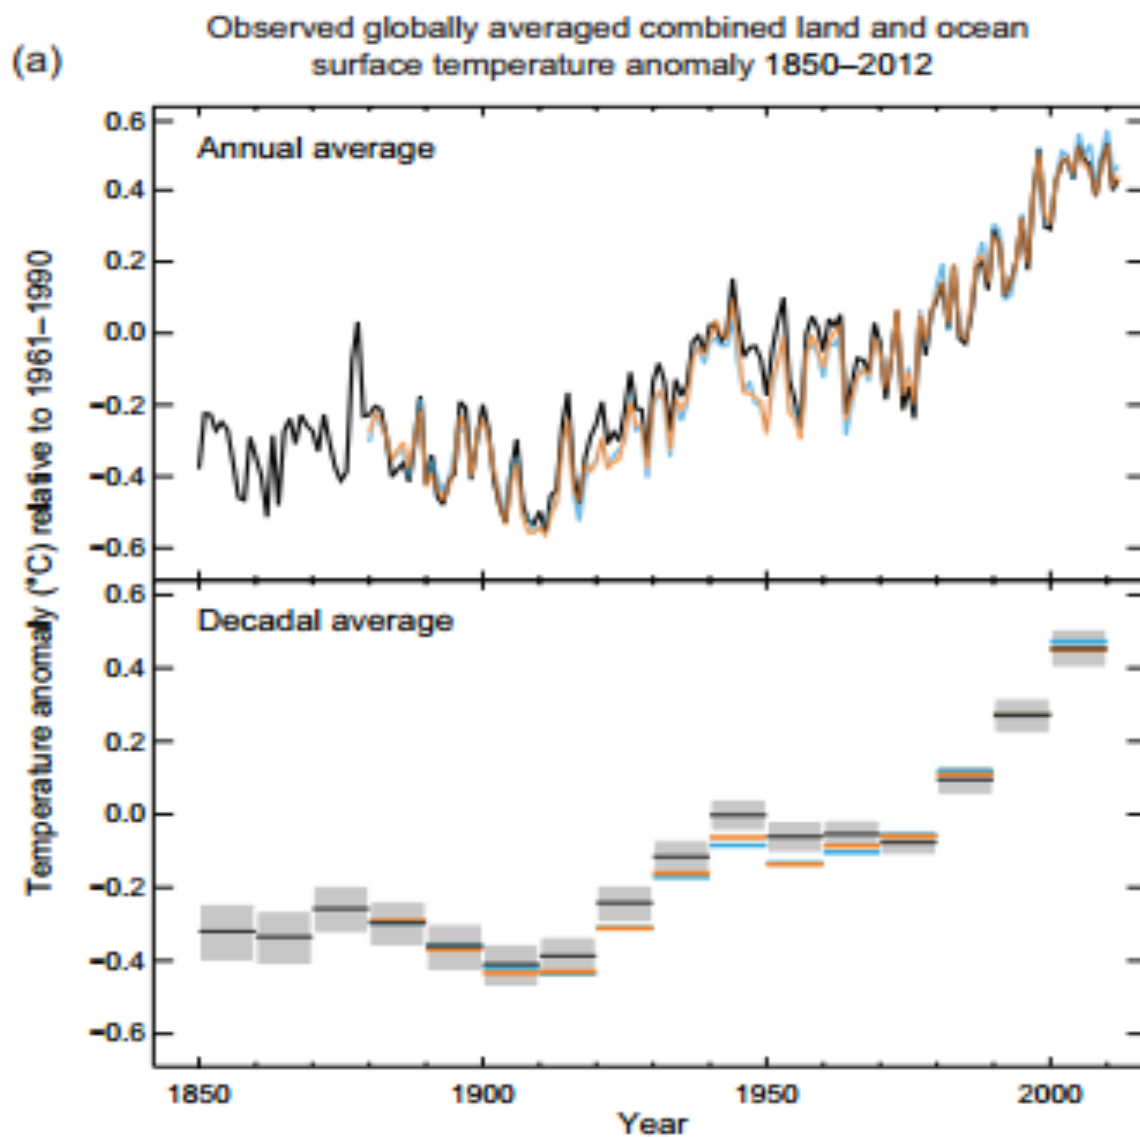 Observed globally averaged combined land and ocean
(a)
surface temperature anomaly 1850–2012
Temperature anomaly (°C) relative to 1961–1990
Annual average
0.6
0.4
0.2
0.0
−0.2
−0.4
−0.6
Decadal average
0.6
0.4
0.2
0.0
−0.2
−0.4
−0.6
1850 1900 1950 2000
Year